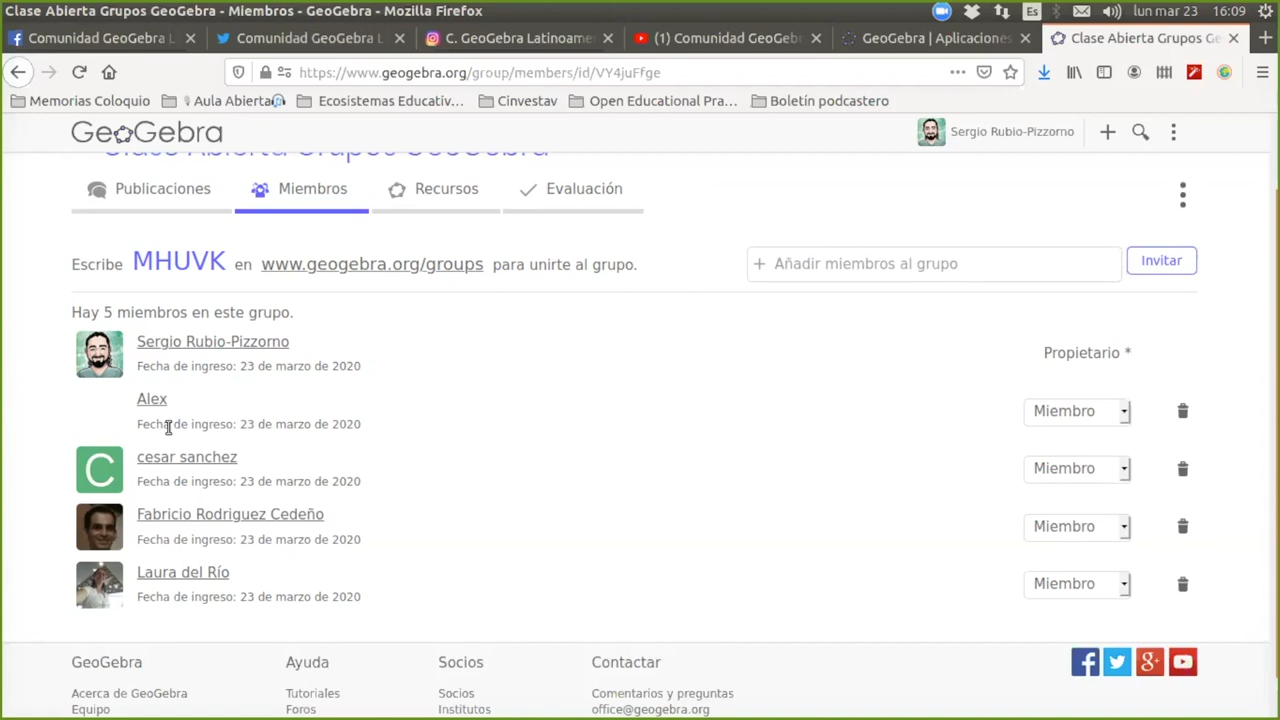 Clase Abierta Grupos GeoGebra - Miembros - GeoGebra - Mozilla Firefox
Es
lun mar 23
16:09
Comunidad GeoGebra L
Comunidad GeoGebra L
C. GeoGebra Latinoame
(1) Comunidad GeoGeb
GeoGebra | Aplicacione
Clase Abierta Grupos Ge
https://www.geogebra.org/group/members/id/VY4juFfge
Memorias Coloquio
Aula Abierta
Ecosistemas Educativ…
Cinvestav
Open Educational Pra…
Boletín podcastero
GeoGebra
Sergio Rubio-Pizzorno
Clase Abierta Grupos GeoGebra
Publicaciones
Miembros
Recursos
Evaluación
Escribe MHUVK en www.geogebra.org/groups para unirte al grupo.
+ Añadir miembros al grupo
Invitar
Hay 5 miembros en este grupo.
Sergio Rubio-Pizzorno
Fecha de ingreso: 23 de marzo de 2020
Propietario *
Alex
Fecha de ingreso: 23 de marzo de 2020
Miembro
C
cesar sanchez
Fecha de ingreso: 23 de marzo de 2020
Miembro
Fabricio Rodriguez Cedeño
Fecha de ingreso: 23 de marzo de 2020
Miembro
Laura del Río
Fecha de ingreso: 23 de marzo de 2020
Miembro
GeoGebra
Ayuda
Socios
Contactar
Acerca de GeoGebra
Tutoriales
Socios
Comentarios y preguntas
Equipo
Foros
Institutos
office@geogebra.org